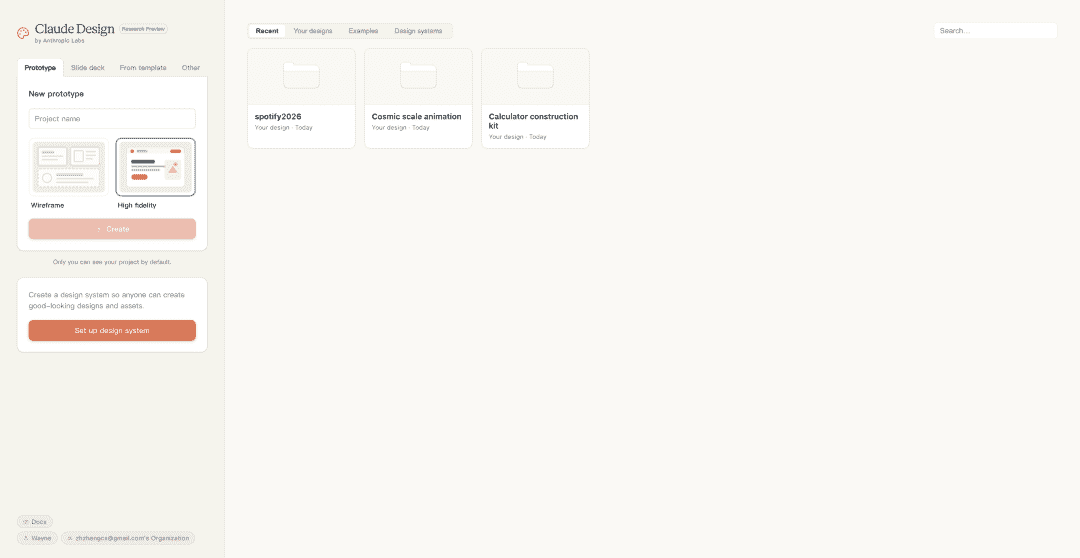 Claude Design Research Preview
by Anthropic Labs
Prototype Slide deck From template Other
New prototype
Project name
Wireframe High fidelity
+ Create
Only you can see your project by default.
Create a design system so anyone can create
good-looking designs and assets.
Set up design system
Docs
Wayne
Organization
Recent Your designs Examples Design systems
Search...
spotify2026
Your design · Today
Cosmic scale animation
Your design · Today
Calculator construction
kit
Your design · Today